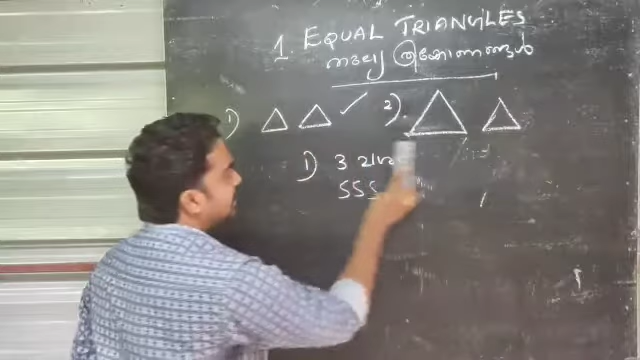 1. EQUAL TRIANGLES
തുല്യ ത്രികോണങ്ങൾ
1) 2)
1) 3
SSS